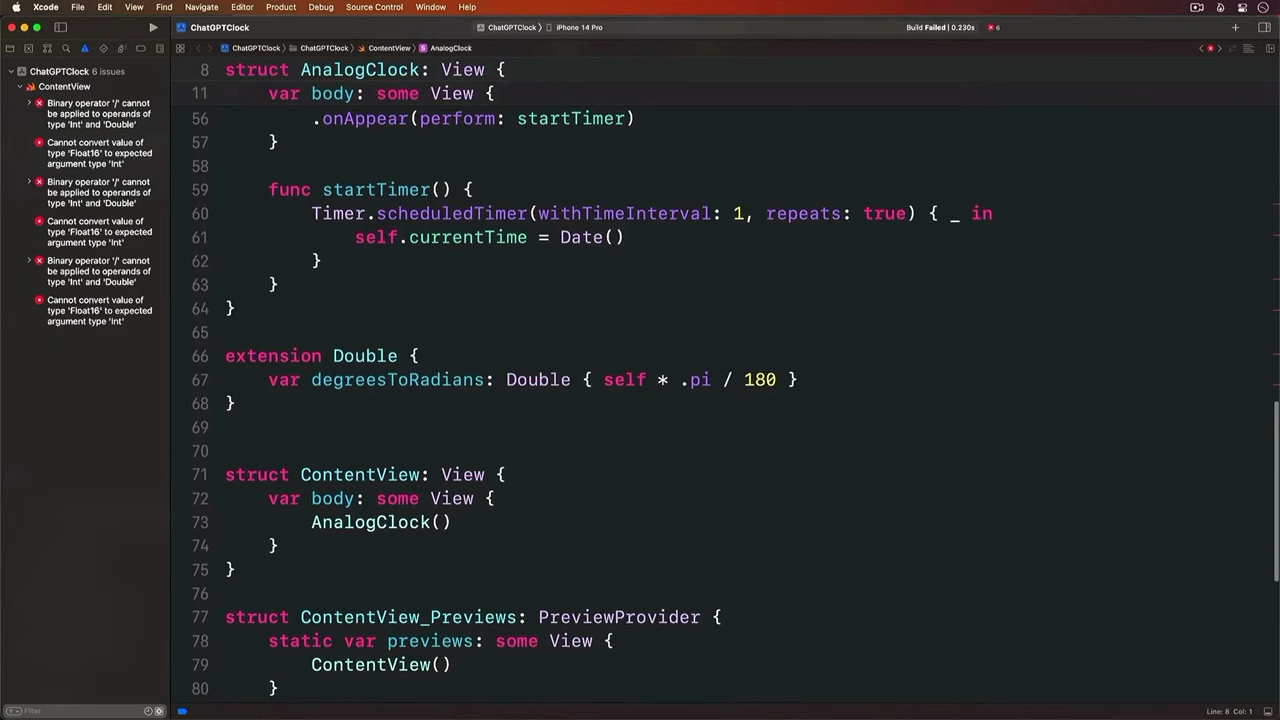 Xcode File Edit View Find Navigate Editor Product Debug Source Control Window Help
ChatGPTClock ChatGPTClock 〉 iPhone 14 Pro Build Failed | 0.230s 6
ChatGPTClock 〉 ChatGPTClock 〉 ContentView 〉 S AnalogClock
ChatGPTClock 6 issues
ContentView
Binary operator '/' cannot
be applied to operands of
type 'Int' and 'Double'
Cannot convert value of
type 'Float16' to expected
argument type 'Int'
Binary operator '/' cannot
be applied to operands of
type 'Int' and 'Double'
Cannot convert value of
type 'Float16' to expected
argument type 'Int'
Binary operator '/' cannot
be applied to operands of
type 'Int' and 'Double'
Cannot convert value of
type 'Float16' to expected
argument type 'Int'
8 struct AnalogClock: View {
11 var body: some View {
56 .onAppear(perform: startTimer)
57 }
58
59 func startTimer() {
60 Timer.scheduledTimer(withTimeInterval: 1, repeats: true) { _ in
61 self.currentTime = Date()
62 }
63 }
64 }
65
66 extension Double {
67 var degreesToRadians: Double { self * .pi / 180 }
68 }
69
70
71 struct ContentView: View {
72 var body: some View {
73 AnalogClock()
74 }
75 }
76
77 struct ContentView_Previews: PreviewProvider {
78 static var previews: some View {
79 ContentView()
80 }
Filter
Line: 8 Col: 1